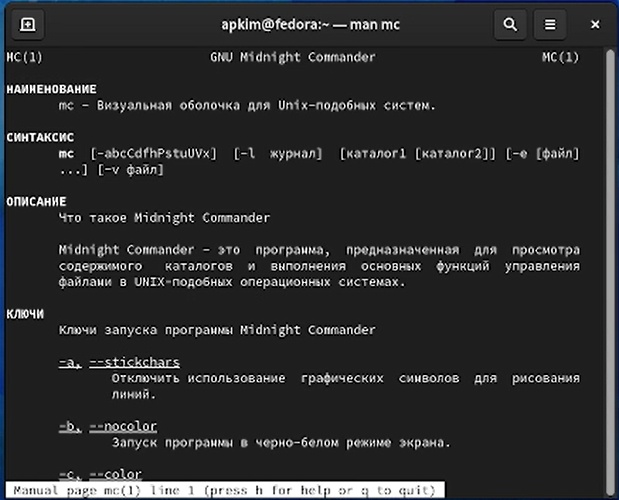 apkim@fedora:~ — man mc
MC(1) GNU Midnight Commander MC(1)
НАИМЕНОВАНИЕ
mc - Визуальная оболочка для Unix-подобных систем.
СИНТАКСИС
mc [-abcCdfhPstuUVx] [-l журнал] [каталог1 [каталог2]] [-e [файл]
...] [-v файл]
ОПИСАНИЕ
Что такое Midnight Commander
Midnight Commander – это программа, предназначенная для просмотра
содержимого каталогов и выполнения основных функций управления
файлами в UNIX-подобных операционных системах.
КЛЮЧИ
Ключи запуска программы Midnight Commander
-a, --stickchars
Отключить использование графических символов для рисования
линий.
-b, --nocolor
Запуск программы в черно-белом режиме экрана.
-c, --color
Manual page mc(1) line 1 (press h for help or q to quit)